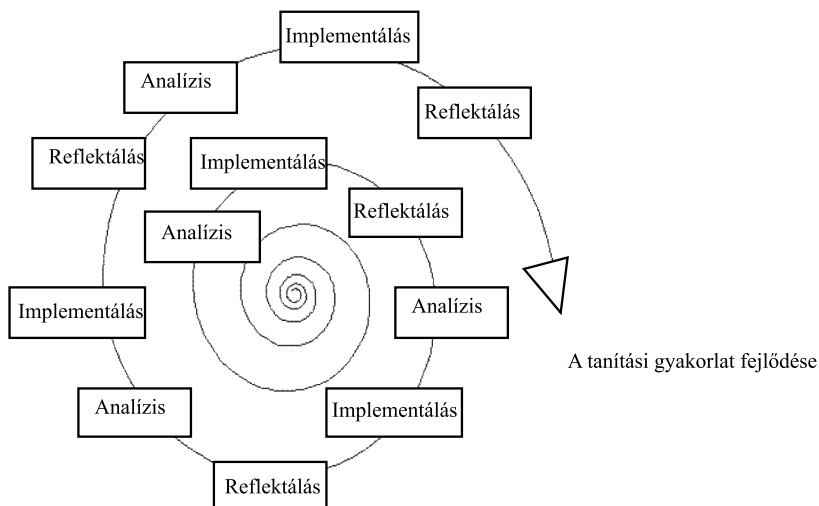 Implementálás
Analízis
Reflektálás
Reflektálás
Implementálás
Reflektálás
Analízis
Implementálás
Analízis
A tanítási gyakorlat fejlődése
Analízis
Implementálás
Reflektálás